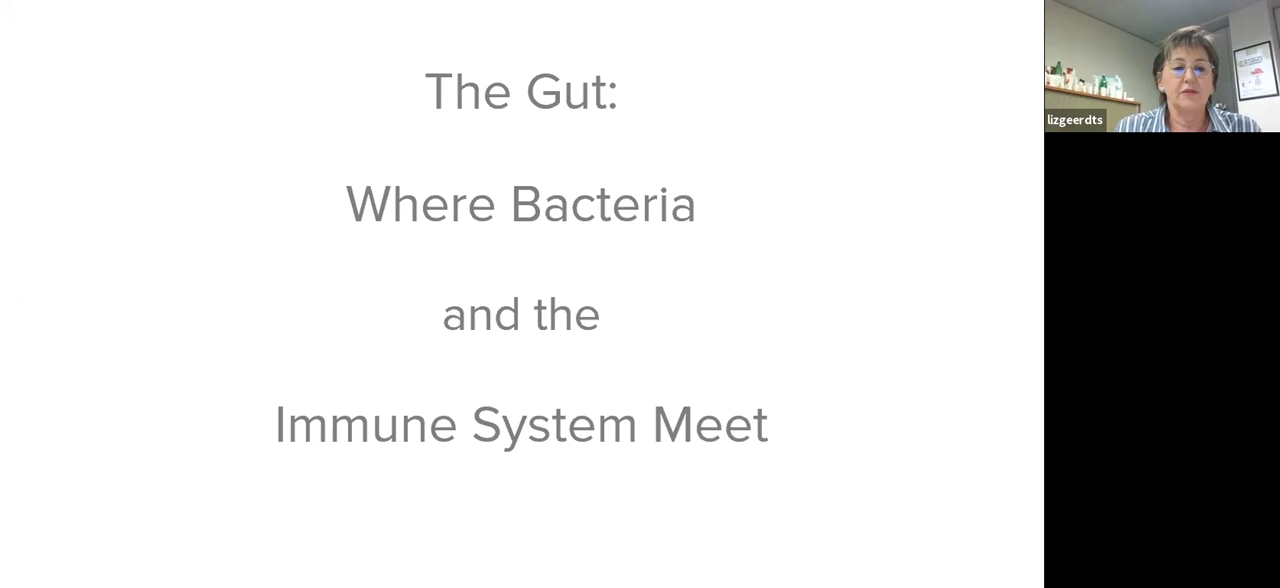 The Gut:
Where Bacteria
and the
Immune System Meet
lizgeerdts